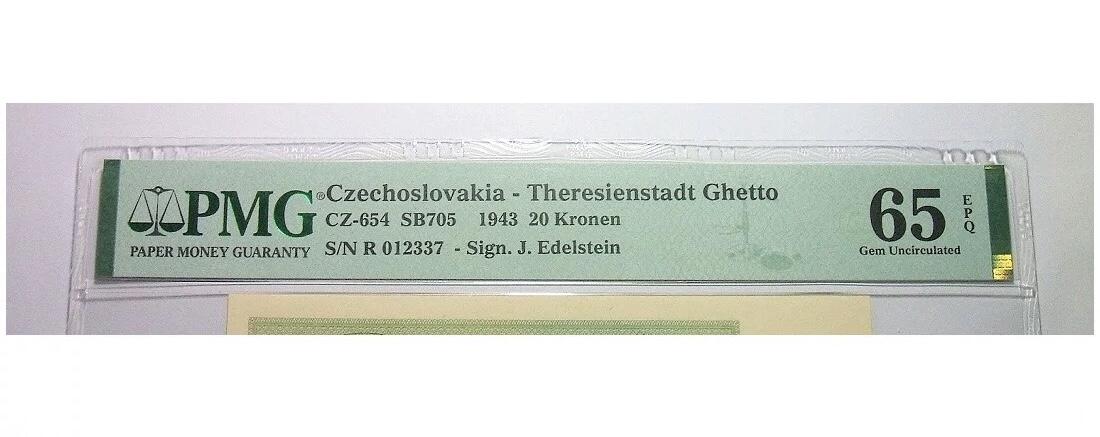 PMG®
PAPER MONEY GUARANTY
Czechoslovakia - Theresienstadt Ghetto
CZ-654 SB705 1943 20 Kronen
S/N R 012337 - Sign. J. Edelstein
65
EPQ
Gem Uncirculated